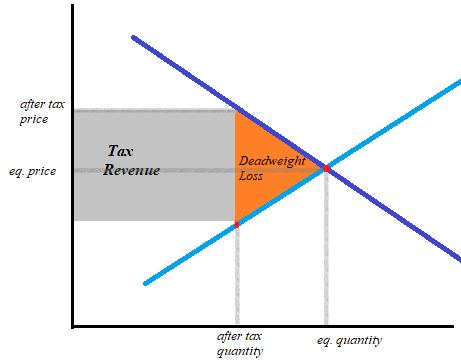 after tax
price
Tax
Revenue
Deadweight
Loss
eq. price
after tax
quantity
eq. quantity